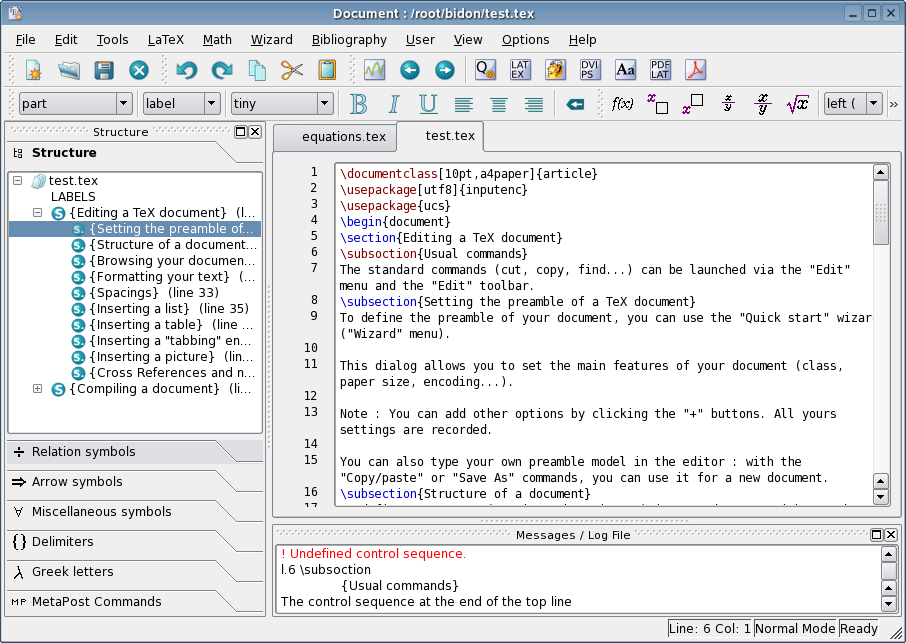 Document : /root/bidon/test.tex
File Edit Tools LaTeX Math Wizard Bibliography User View Options Help
LAT EX DVI PS Aa PDF LAT
part label tiny B I U f(x) x x x/y x/y √x left ( »
Structure
Structure
test.tex
LABELS
{Editing a TeX document} (l...
{Setting the preamble of...
{Structure of a document...
{Browsing your documen...
{Formatting your text} (...
{Spacings} (line 33)
{Inserting a list} (line 35)
{Inserting a table} (line ...
{Inserting a "tabbing" en...
{Inserting a picture} (lin...
{Cross References and n...
{Compiling a document} (li...
÷ Relation symbols
⇒ Arrow symbols
∀ Miscellaneous symbols
{} Delimiters
λ Greek letters
MP MetaPost Commands
equations.tex test.tex
1 \documentclass[10pt,a4paper]{article}
2 \usepackage[utf8]{inputenc}
3 \usepackage{ucs}
4 \begin{document}
5 \section{Editing a TeX document}
6 \subsoction{Usual commands}
7 The standard commands (cut, copy, find...) can be launched via the "Edit"
menu and the "Edit" toolbar.
8 \subsection{Setting the preamble of a TeX document}
9 To define the preamble of your document, you can use the "Quick start" wizar
("Wizard" menu).
10
11 This dialog allows you to set the main features of your document (class,
paper size, encoding...).
12
13 Note : You can add other options by clicking the "+" buttons. All yours
settings are recorded.
14
15 You can also type your own preamble model in the editor : with the
"Copy/paste" or "Save As" commands, you can use it for a new document.
16 \subsection{Structure of a document}
17
Messages / Log File
! Undefined control sequence.
l.6 \subsoction
{Usual commands}
The control sequence at the end of the top line
Line: 6 Col: 1 Normal Mode Ready